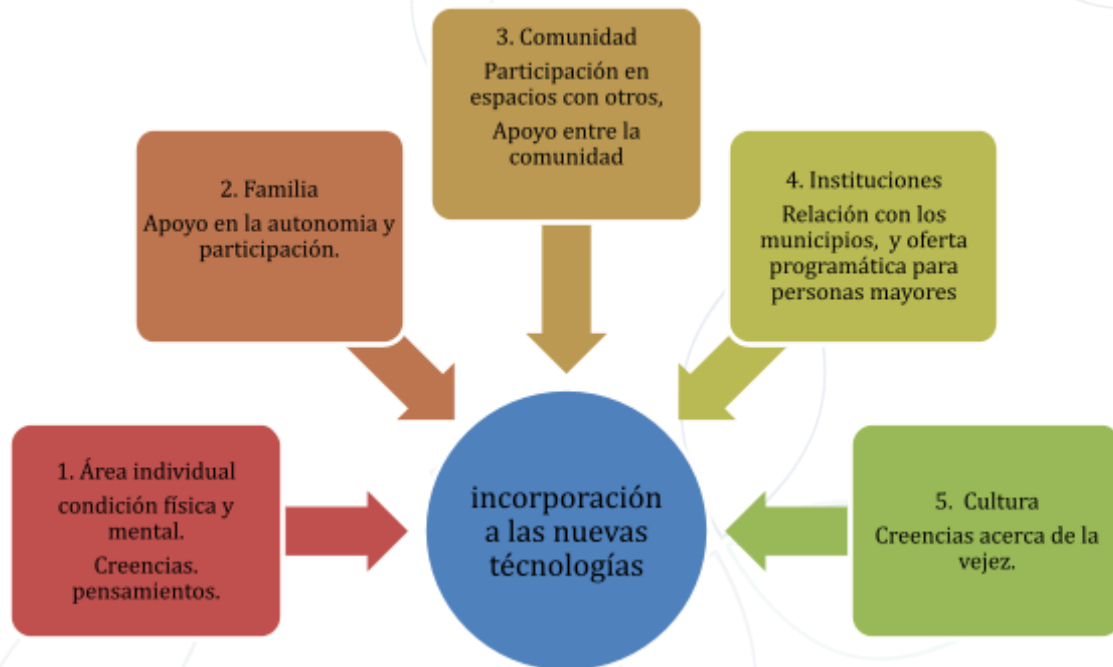 1. Área individual
condición física y
mental.
Creencias.
pensamientos.
2. Familia
Apoyo en la autonomia y
participación.
3. Comunidad
Participación en
espacios con otros,
Apoyo entre la
comunidad
4. Instituciones
Relación con los
municipios, y oferta
programática para
personas mayores
5. Cultura
Creencias acerca de la
vejez.
incorporación
a las nuevas
técnologías